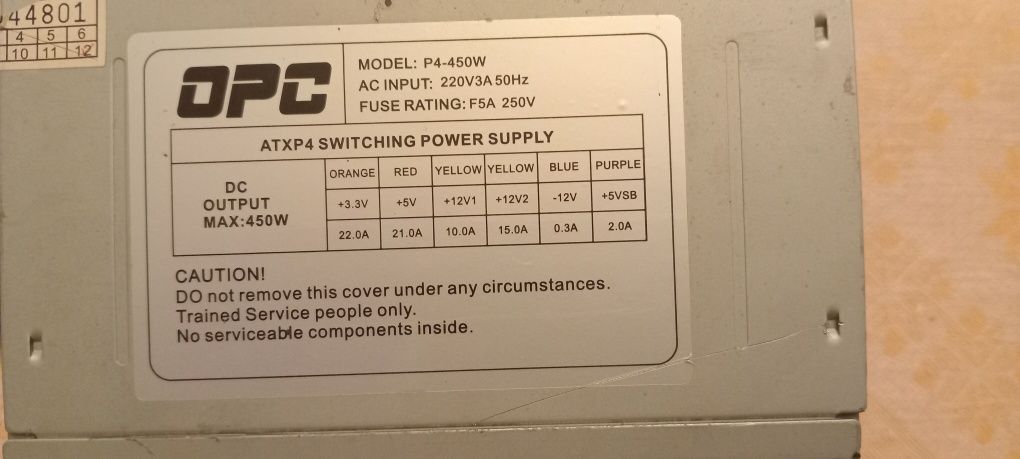 44801
4 5 6
10 11 12
OPC
MODEL: P4-450W
AC INPUT: 220V3A 50Hz
FUSE RATING: F5A 250V
ATXP4 SWITCHING POWER SUPPLY
DC OUTPUT MAX:450W
ORANGE RED YELLOW YELLOW BLUE PURPLE
+3.3V +5V +12V1 +12V2 -12V +5VSB
22.0A 21.0A 10.0A 15.0A 0.3A 2.0A
CAUTION!
DO not remove this cover under any circumstances.
Trained Service people only.
No serviceable components inside.